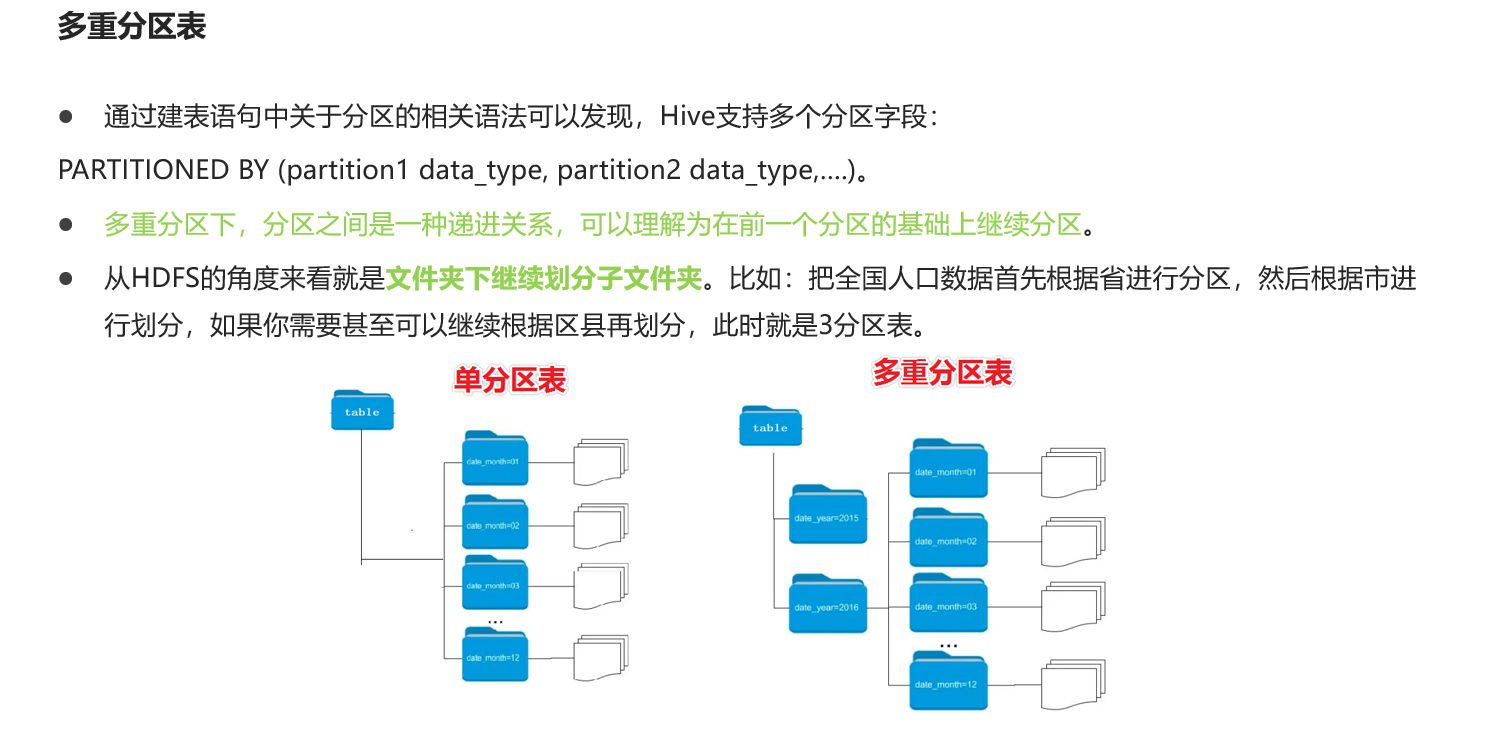 多重分区表
● 通过建表语句中关于分区的相关语法可以发现，Hive支持多个分区字段：
PARTITIONED BY (partition1 data_type, partition2 data_type,….)。
● 多重分区下，分区之间是一种递进关系，可以理解为在前一个分区的基础上继续分区。
● 从HDFS的角度来看就是文件夹下继续划分子文件夹。比如：把全国人口数据首先根据省进行分区，然后根据市进
行划分，如果你需要甚至可以继续根据区县再划分，此时就是3分区表。
单分区表
table
date_month=01
date_month=02
date_month=03
...
date_month=12
多重分区表
table
date_year=2015
date_year=2016
date_month=01
date_month=02
date_month=03
...
date_month=12